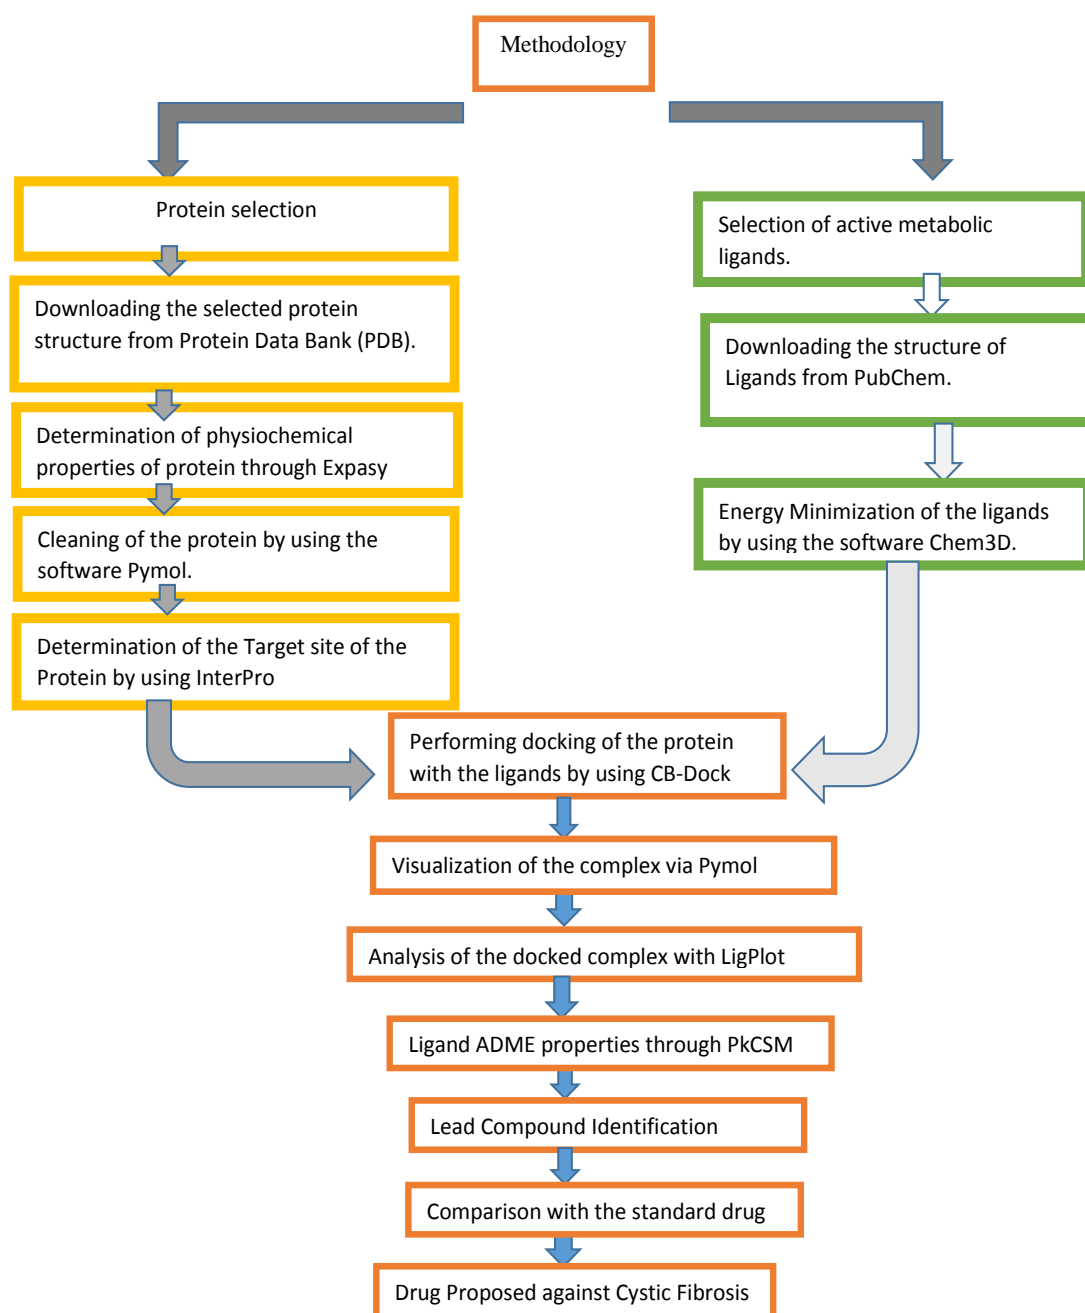 Methodology
Protein selection
Downloading the selected protein
structure from Protein Data Bank (PDB).
Determination of physiochemical
properties of protein through Expasy
Cleaning of the protein by using the
software Pymol.
Determination of the Target site of the
Protein by using InterPro
Selection of active metabolic
ligands.
Downloading the structure of
Ligands from PubChem.
Energy Minimization of the ligands
by using the software Chem3D.
Performing docking of the protein
with the ligands by using CB-Dock
Visualization of the complex via Pymol
Analysis of the docked complex with LigPlot
Ligand ADME properties through PkCSM
Lead Compound Identification
Comparison with the standard drug
Drug Proposed against Cystic Fibrosis